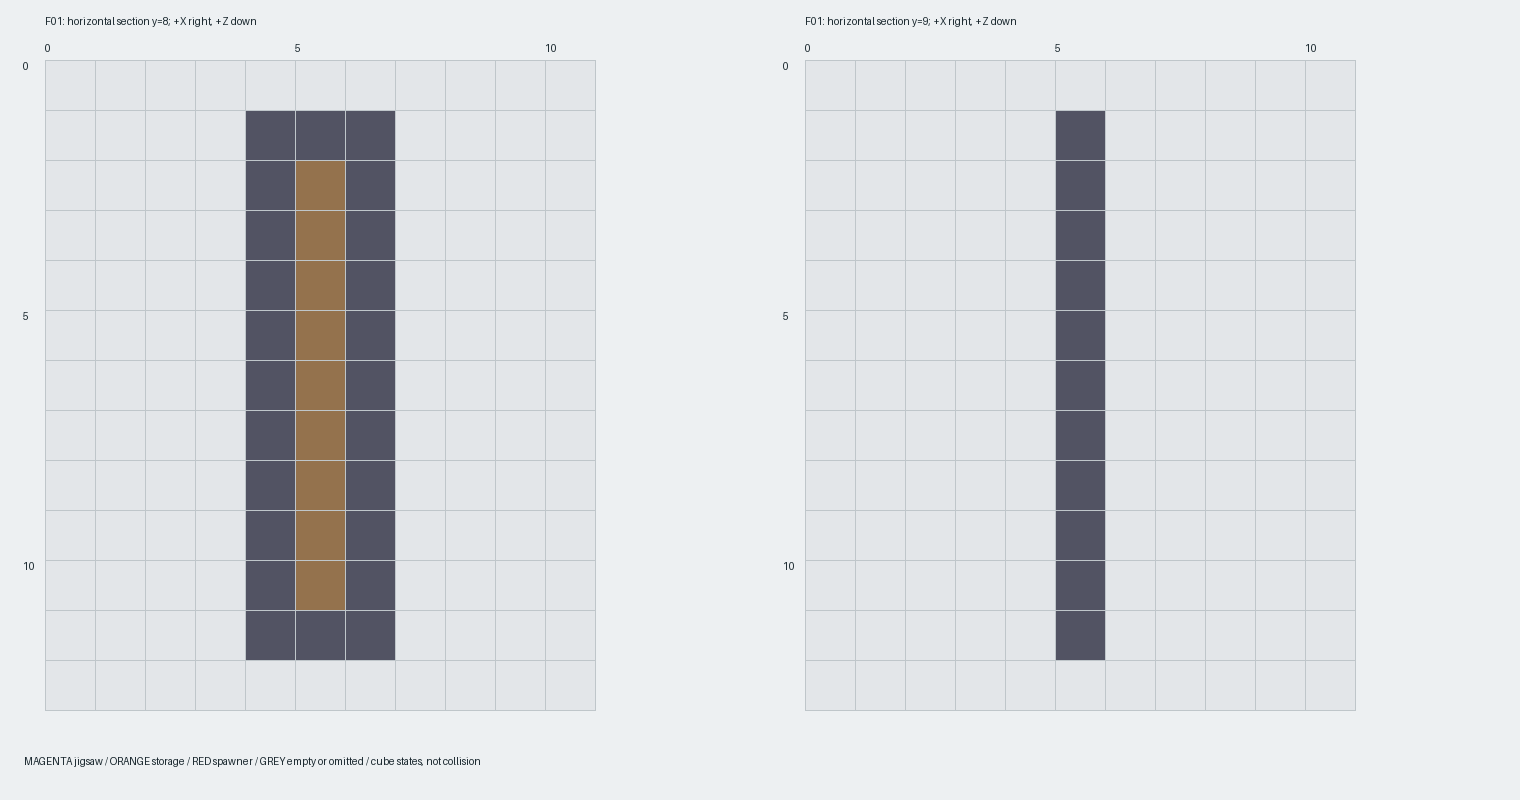 F01: horizontal section y=8; +X right, +Z down
F01: horizontal section y=9; +X right, +Z down
0 5 10
0 5 10
0
0
5
5
10
10
MAGENTA jigsaw / ORANGE storage / RED spawner / GREY empty or omitted / cube states, not collision